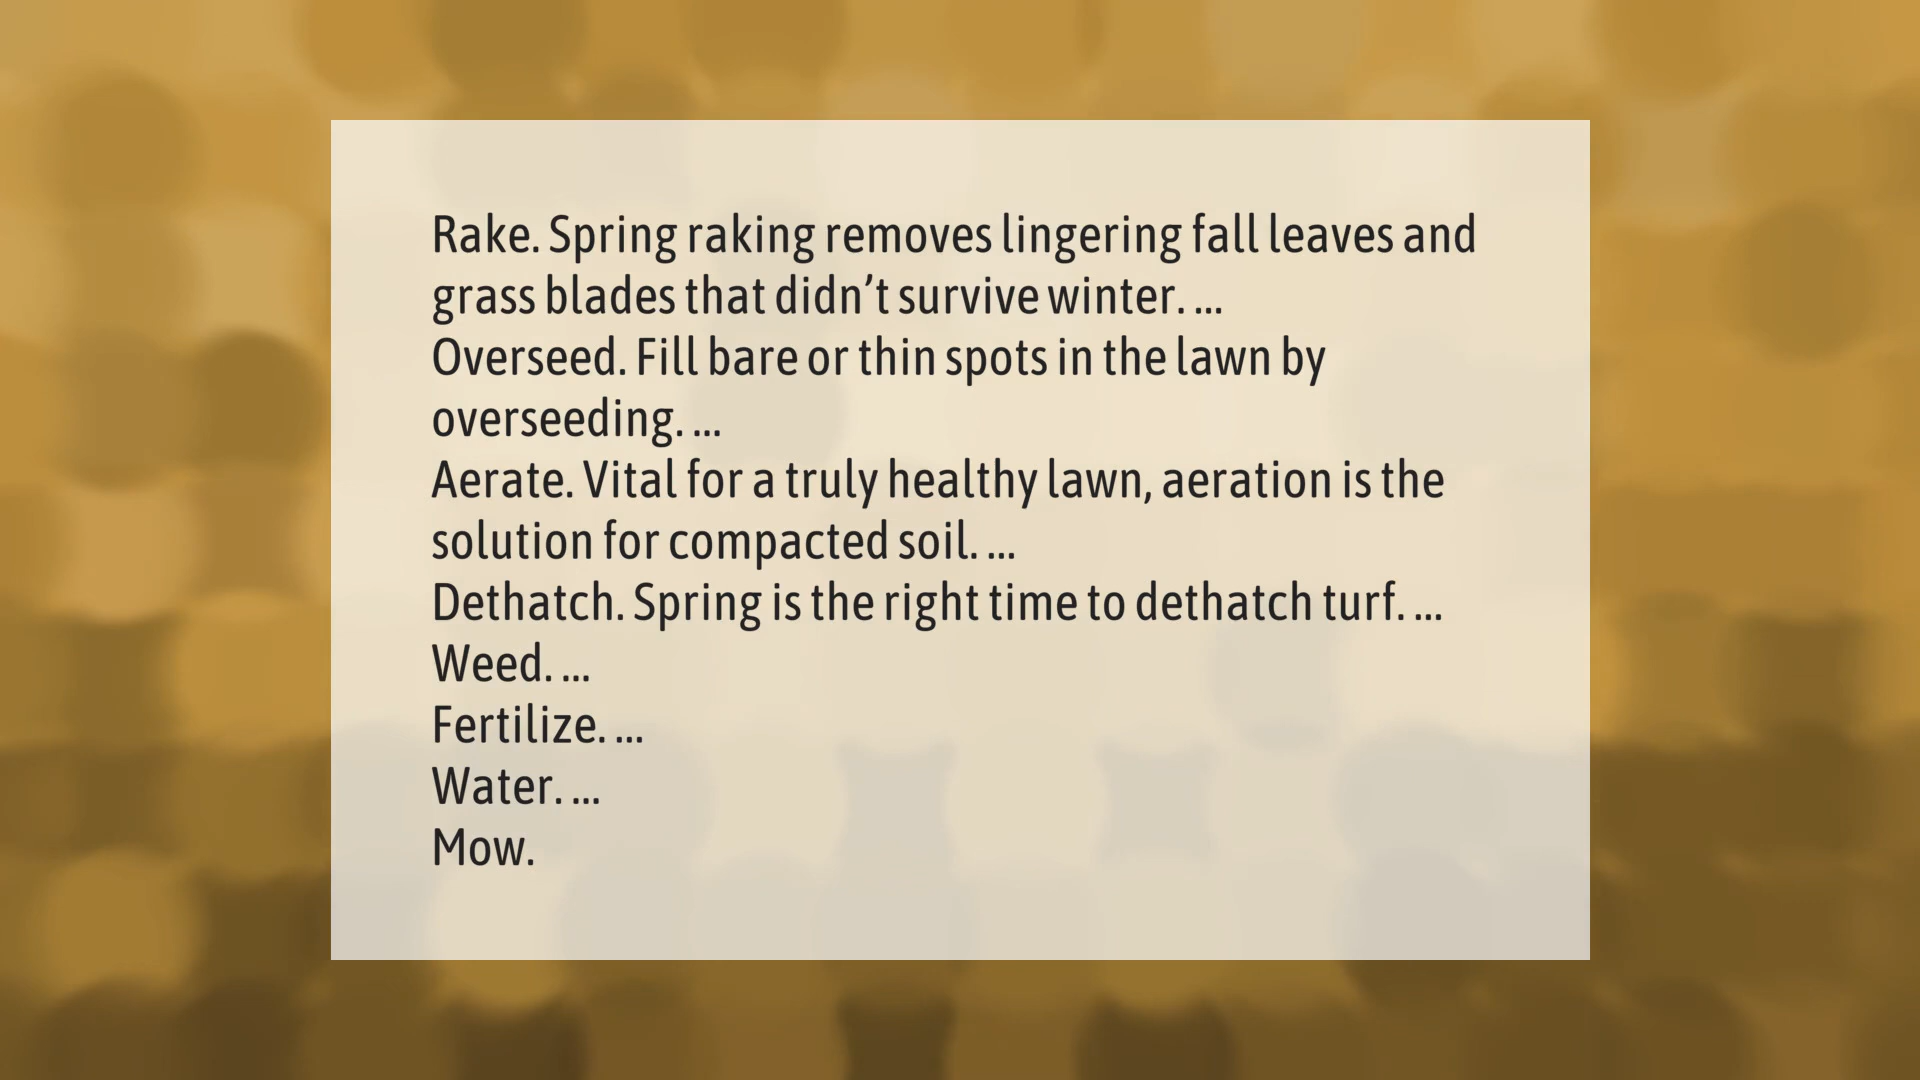 Rake. Spring raking removes lingering fall leaves and
grass blades that didn’t survive winter. ...
Overseed. Fill bare or thin spots in the lawn by
overseeding. ...
Aerate. Vital for a truly healthy lawn, aeration is the
solution for compacted soil. ...
Dethatch. Spring is the right time to dethatch turf. ...
Weed. ...
Fertilize. ...
Water. ...
Mow.